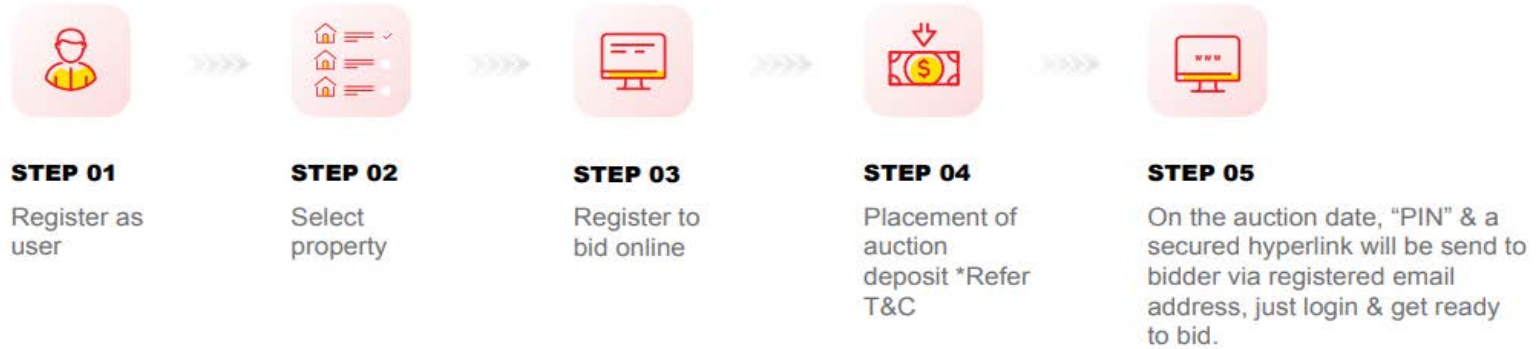 $
www
STEP 01
Register as
user
STEP 02
Select
property
STEP 03
Register to
bid online
STEP 04
Placement of
auction
deposit *Refer
T&C
STEP 05
On the auction date, “PIN” & a
secured hyperlink will be send to
bidder via registered email
address, just login & get ready
to bid.